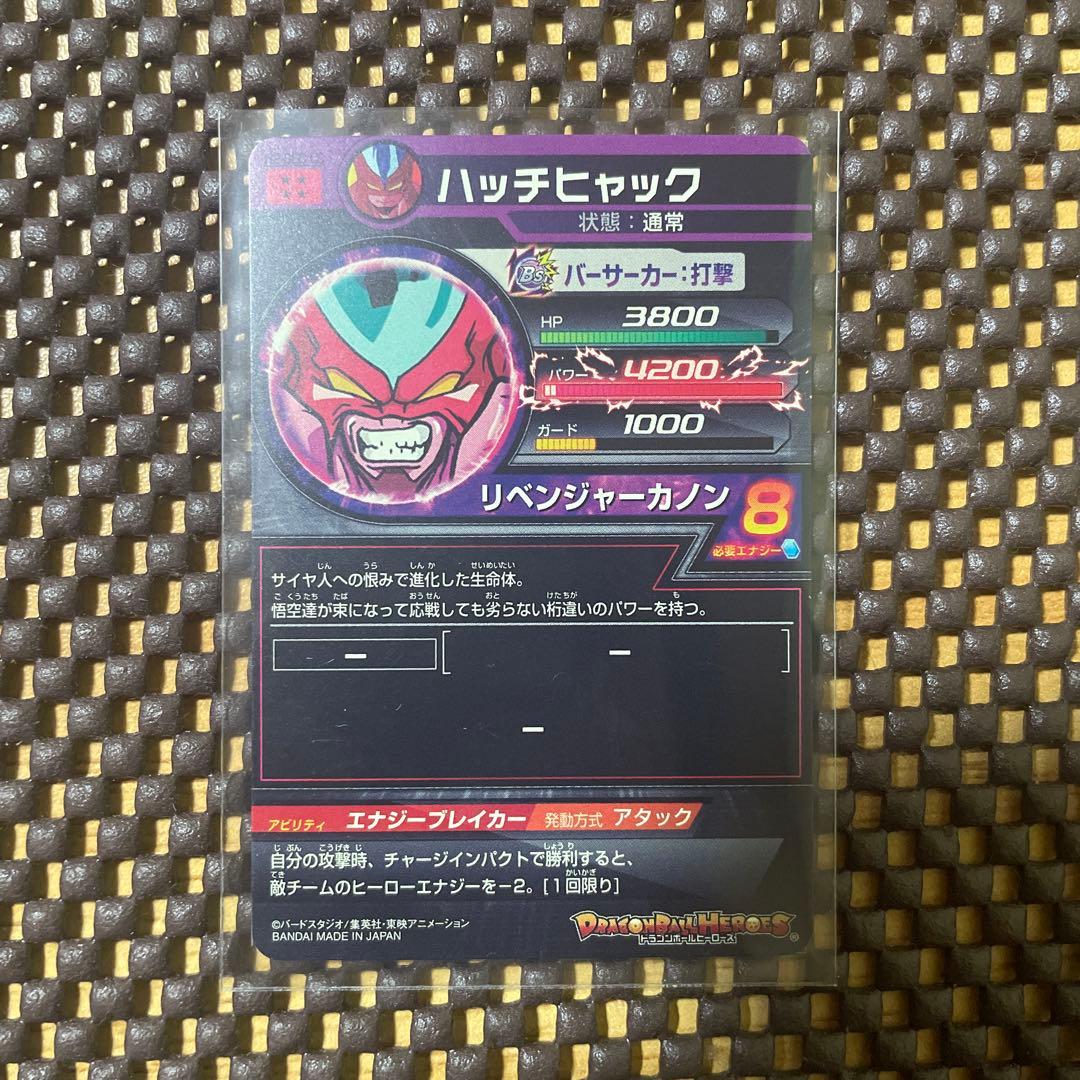 ハッチヒャック
状態：通常
BS バーサーカー：打撃
HP 3800
パワー 4200
ガード 1000
リベンジャーカノン 8
必要エナジー
サイヤ人への恨みで進化した生命体。
悟空達が束になって応戦しても劣らない桁違いのパワーを持つ。
ー [ ー ]
ー
アビリティ エナジーブレイカー 発動方式 アタック
自分の攻撃時、チャージインパクトで勝利すると、
敵チームのヒーローエナジーを－2。[1回限り]
©バードスタジオ/集英社・東映アニメーション
BANDAI MADE IN JAPAN
DRAGONBALL HEROES ®
ドラゴンボールヒーローズ